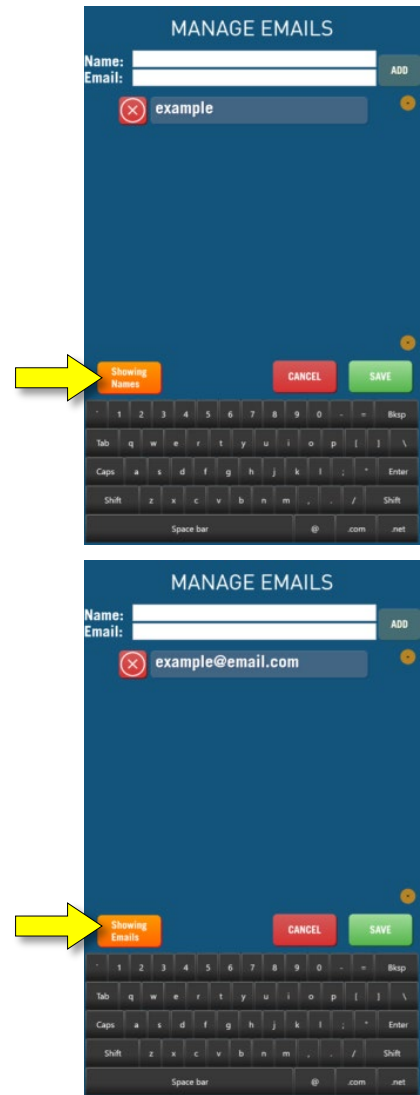 MANAGE EMAILS
Name:
Email:
ADD
example
Showing
Names
CANCEL
SAVE
` 1 2 3 4 5 6 7 8 9 0 - = Bksp
Tab q w e r t y u i o p [ ] \
Caps a s d f g h j k l ; ' Enter
Shift z x c v b n m , . / Shift
Space bar @ .com .net
MANAGE EMAILS
Name:
Email:
ADD
example@email.com
Showing
Emails
CANCEL
SAVE
` 1 2 3 4 5 6 7 8 9 0 - = Bksp
Tab q w e r t y u i o p [ ] \
Caps a s d f g h j k l ; ' Enter
Shift z x c v b n m , . / Shift
Space bar @ .com .net